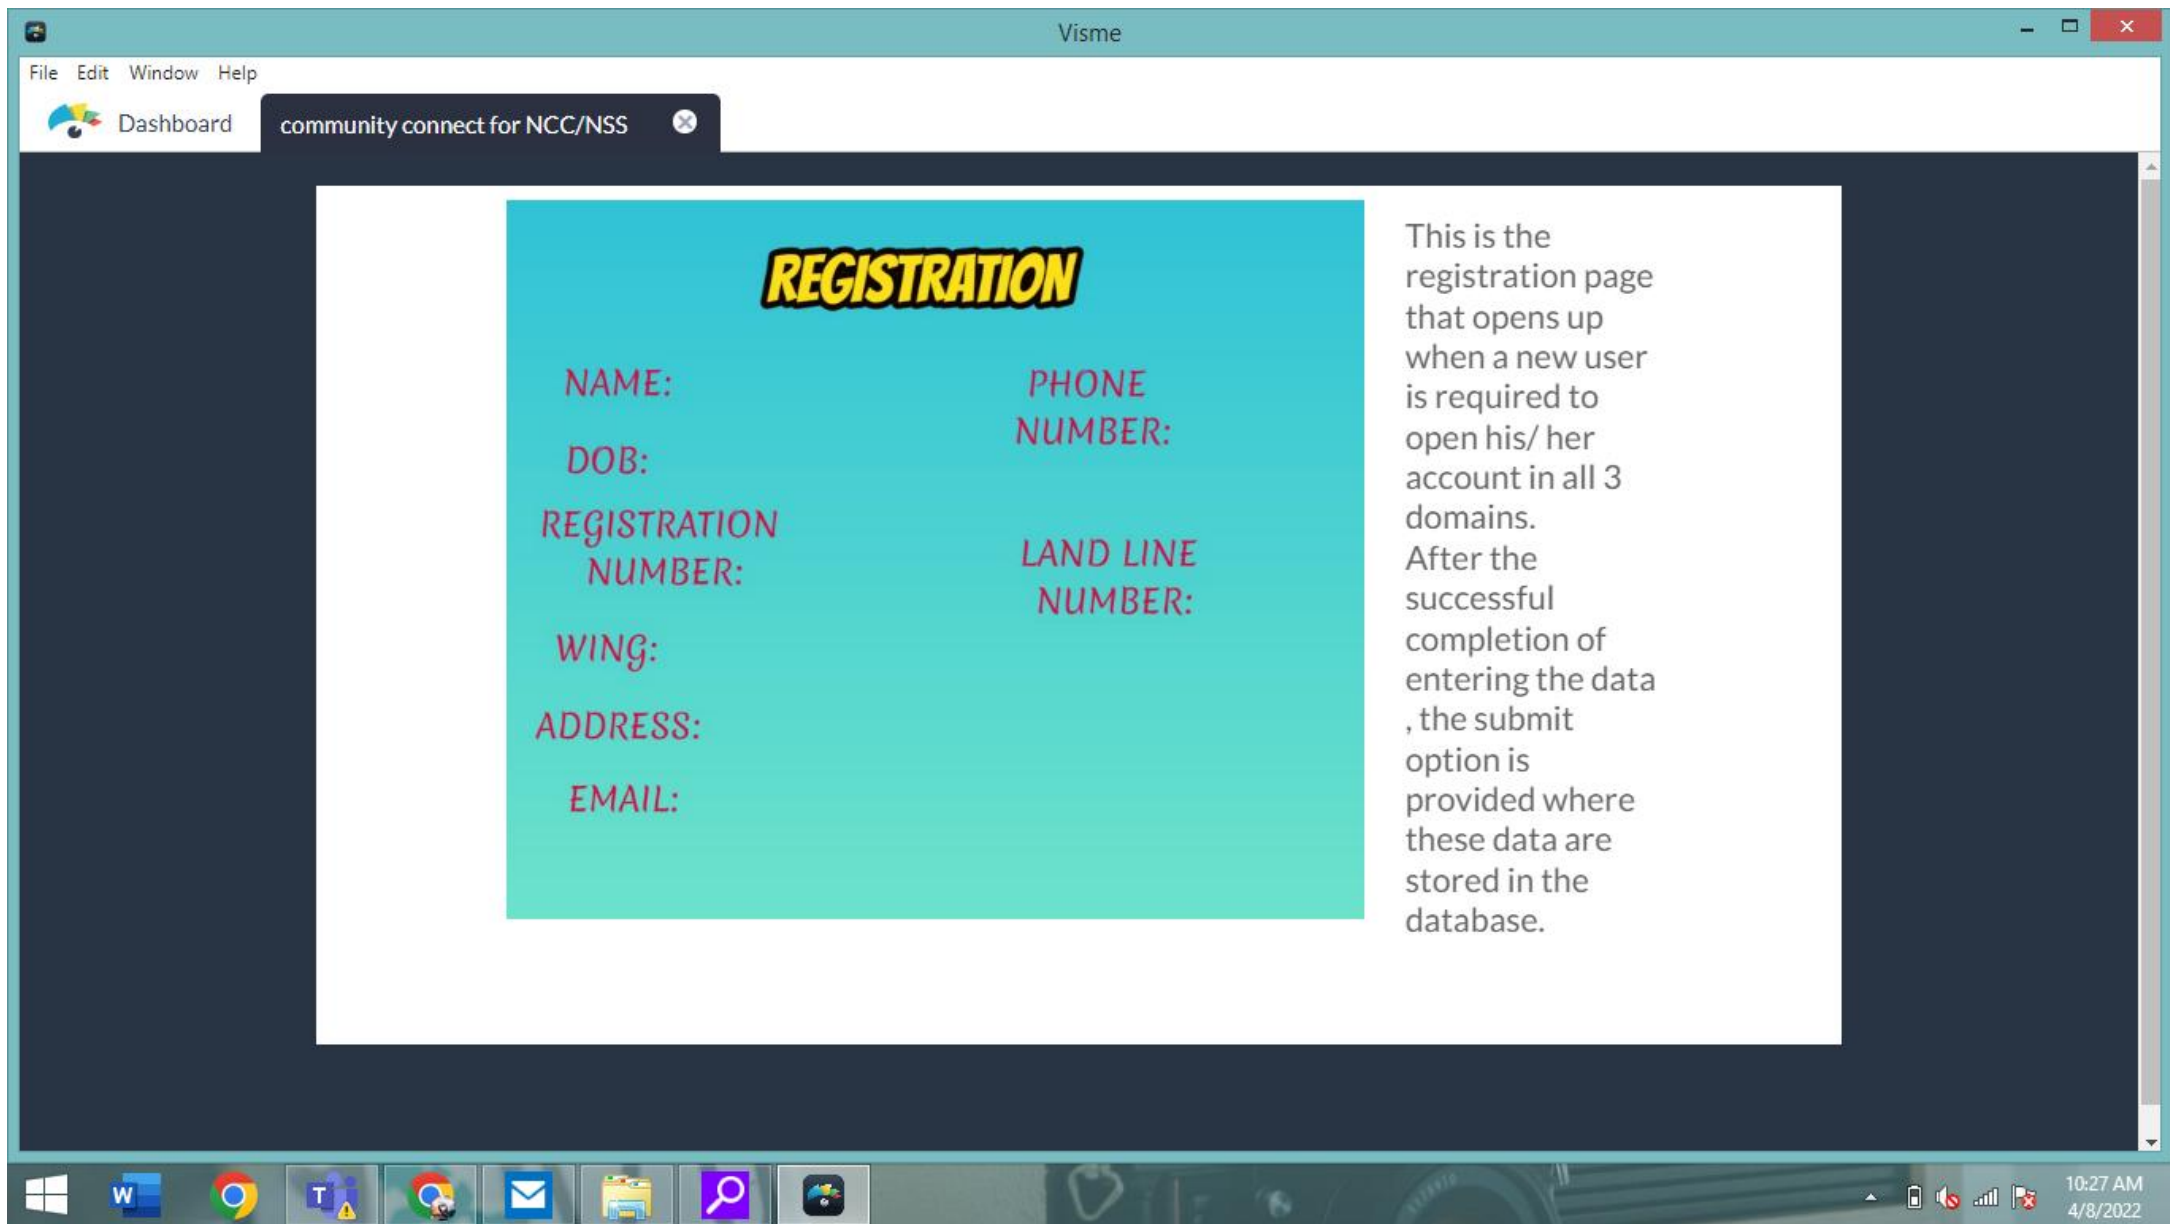 Visme
File Edit Window Help
Dashboard
community connect for NCC/NSS
REGISTRATION
NAME:
DOB:
REGISTRATION
NUMBER:
WING:
ADDRESS:
EMAIL:
PHONE
NUMBER:
LAND LINE
NUMBER:
This is the
registration page
that opens up
when a new user
is required to
open his/ her
account in all 3
domains.
After the
successful
completion of
entering the data
, the submit
option is
provided where
these data are
stored in the
database.
10:27 AM
4/8/2022